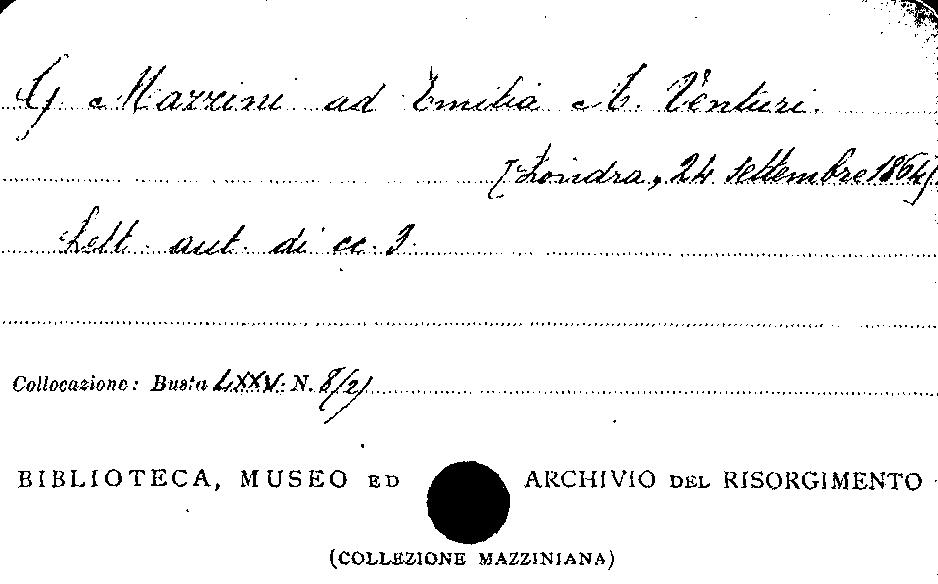 G. Mazzini ad Emilia A. Venturi.
[Londra, 24 settembre 1864]
Lett. aut. di cc. 2.
Collocazione: Busta LXXV. N. 8/2)
BIBLIOTECA, MUSEO ED ARCHIVIO DEL RISORGIMENTO
(COLLEZIONE MAZZINIANA)